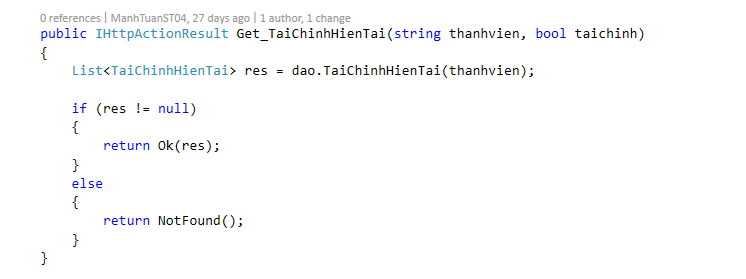 0 references | ManhTuanST04, 27 days ago | 1 author, 1 change
public IHttpActionResult Get_TaiChinhHienTai(string thanhvien, bool taichinh)
{
    List<TaiChinhHienTai> res = dao.TaiChinhHienTai(thanhvien);
    if (res != null)
    {
        return Ok(res);
    }
    else
    {
        return NotFound();
    }
}